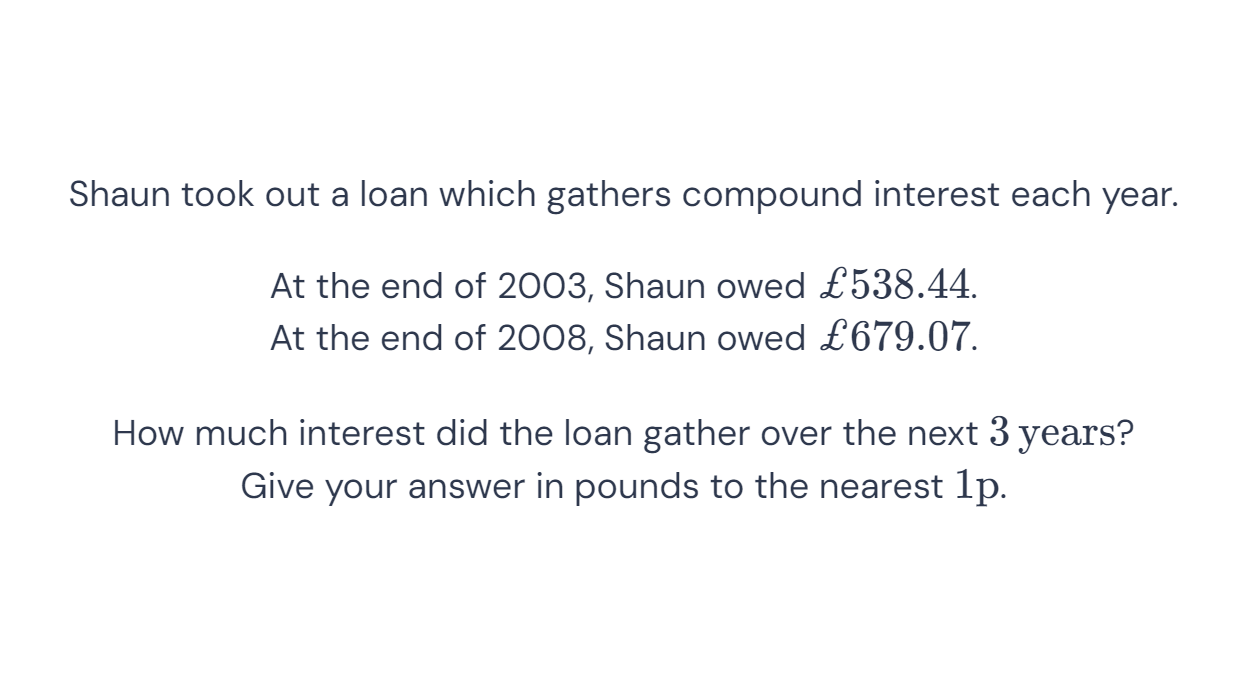 Shaun took out a loan which gathers compound interest each year.
At the end of 2003, Shaun owed £538.44.
At the end of 2008, Shaun owed £679.07.
How much interest did the loan gather over the next 3 years?
Give your answer in pounds to the nearest 1p.